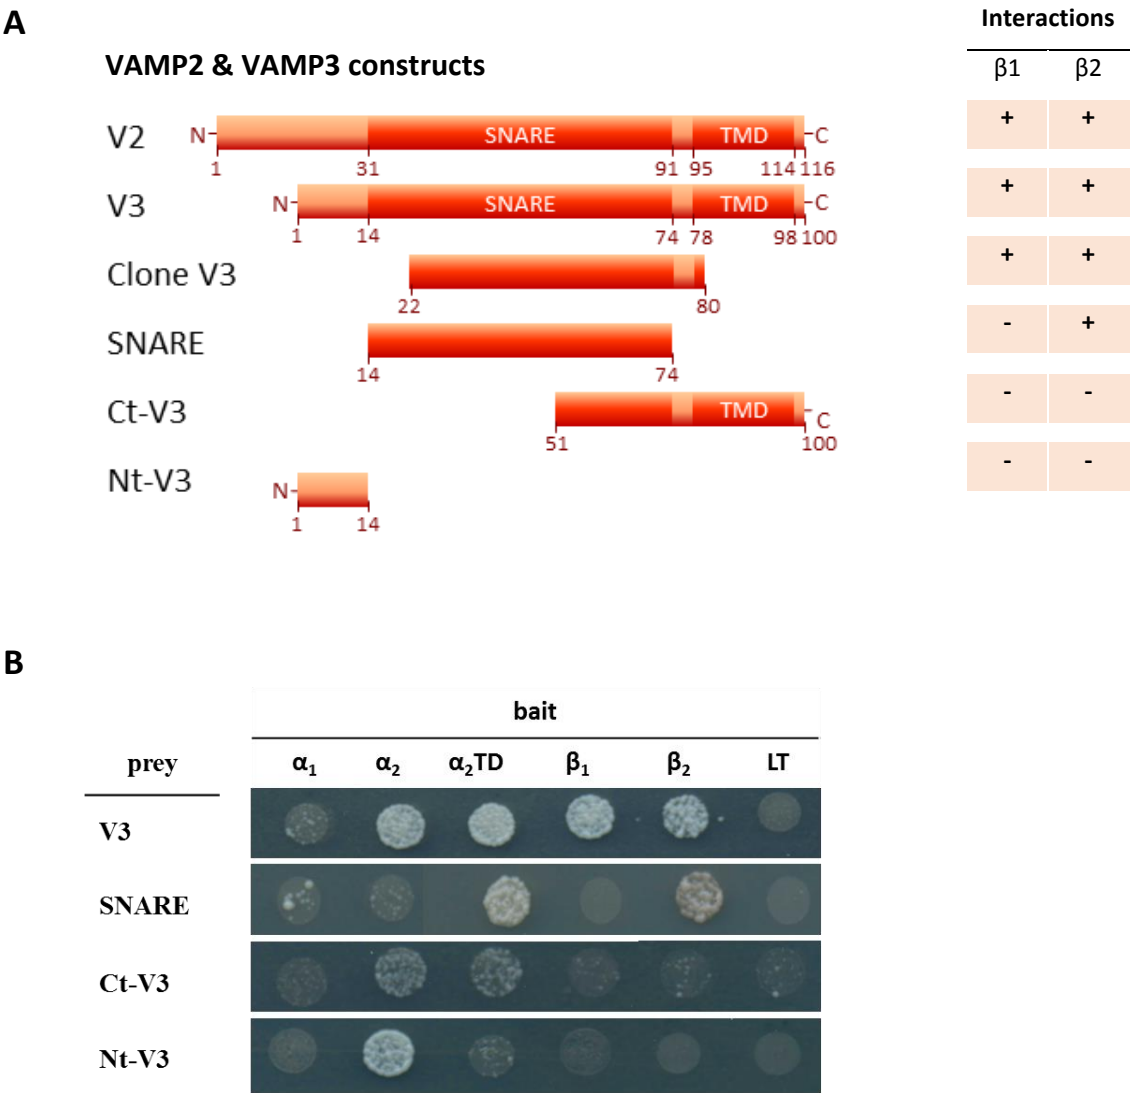 A
Interactions
VAMP2 & VAMP3 constructs
β1 β2
V2 N SNARE TMD C + +
1 31 91 95 114 116
V3 N SNARE TMD C + +
1 14 74 78 98 100
Clone V3 + +
22 80
SNARE - +
14 74
Ct-V3 TMD C - -
51 100
Nt-V3 N - -
1 14
B
bait
prey α₁ α₂ α₂TD β₁ β₂ LT
V3
SNARE
Ct-V3
Nt-V3